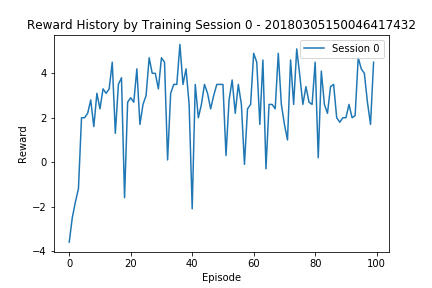 Reward History by Training Session 0 - 20180305150046417432
Session 0
Reward
4
2
0
−2
−4
0 20 40 60 80 100
Episode